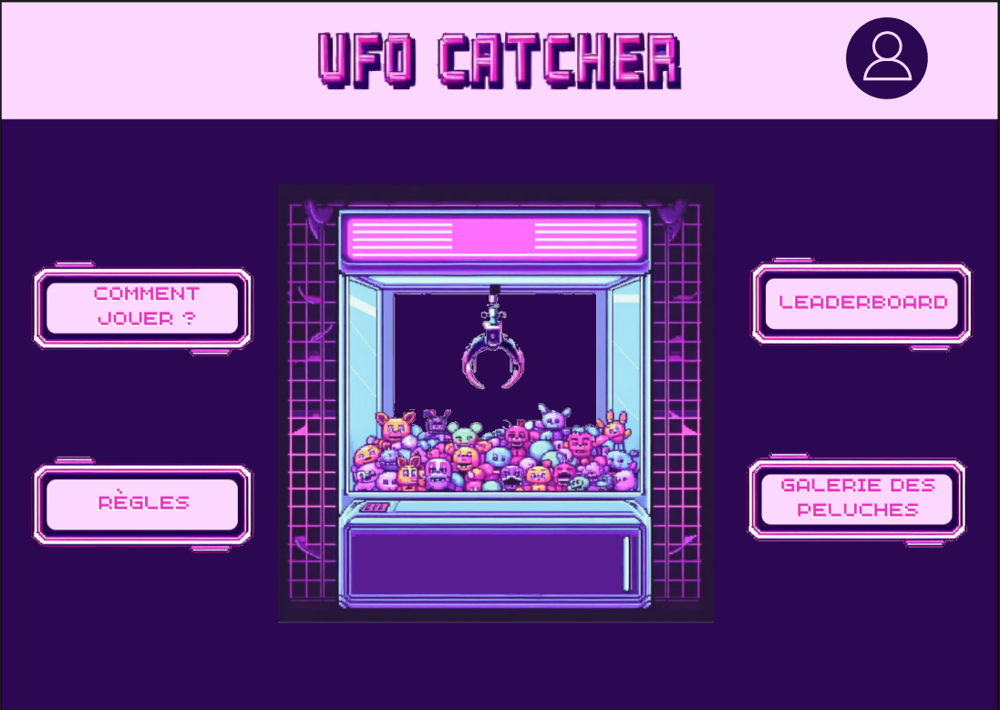 UFO CATCHER
COMMENT
JOUER ?
LEADERBOARD
RÈGLES
GALERIE DES
PELUCHES